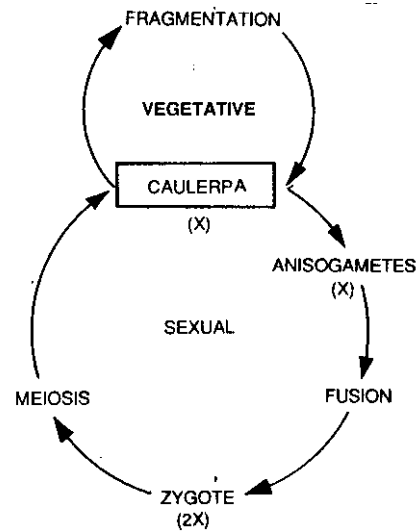 FRAGMENTATION
VEGETATIVE
CAULERPA
(X)
ANISOGAMETES
(X)
SEXUAL
MEIOSIS
FUSION
ZYGOTE
(2X)